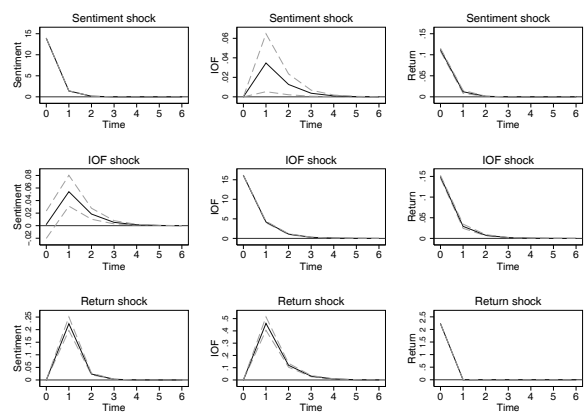 Sentiment shock
Sentiment
0 5 10 15
0 1 2 3 4 5 6
Time
Sentiment shock
IOF
0 .02 .04 .06
0 1 2 3 4 5 6
Time
Sentiment shock
Return
0 .05 .1 .15
0 1 2 3 4 5 6
Time
IOF shock
Sentiment
-.02 0 .02 .04 .06 .08
0 1 2 3 4 5 6
Time
IOF shock
IOF
0 5 10 15
0 1 2 3 4 5 6
Time
IOF shock
Return
0 .05 .1 .15
0 1 2 3 4 5 6
Time
Return shock
Sentiment
0 .05 .1 .15 .2 .25
0 1 2 3 4 5 6
Time
Return shock
IOF
0 .1 .2 .3 .4 .5
0 1 2 3 4 5 6
Time
Return shock
Return
0 .5 1 1.5 2 2.5
0 1 2 3 4 5 6
Time